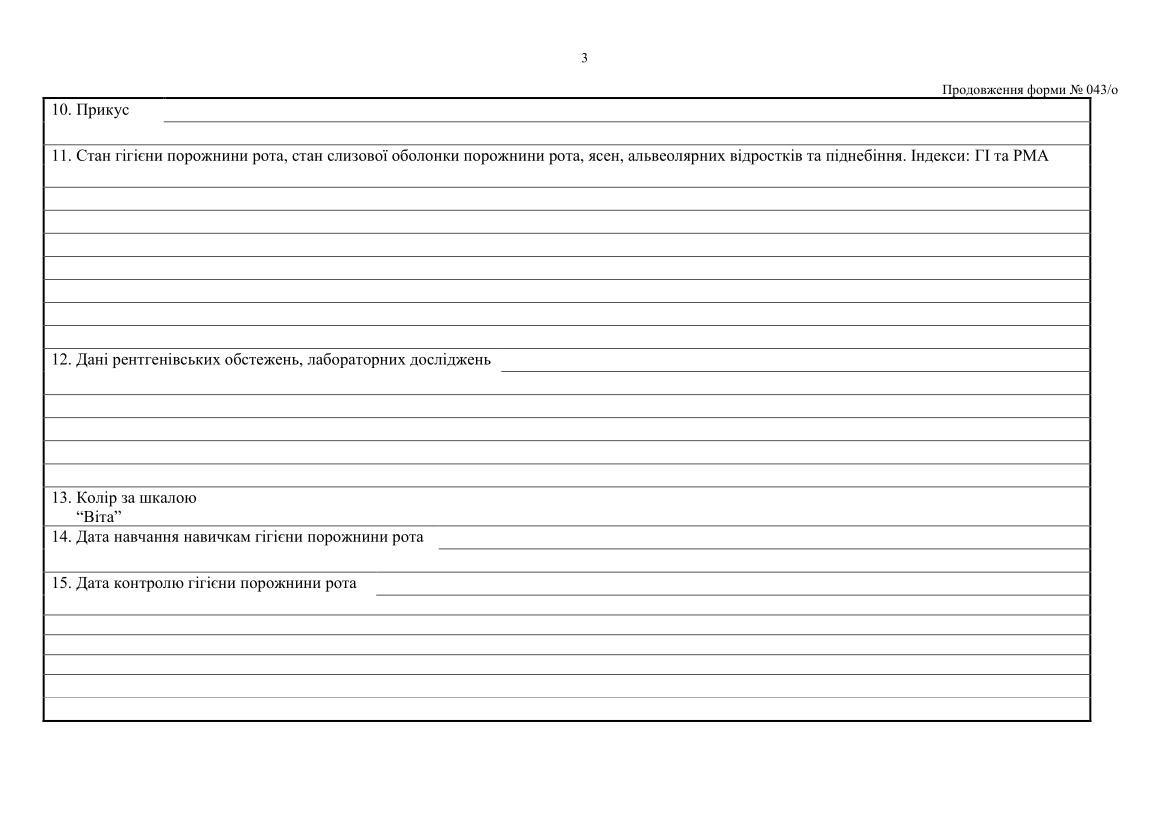 3
Продовження форми № 043/о
10. Прикус
11. Стан гігієни порожнини рота, стан слизової оболонки порожнини рота, ясен, альвеолярних відростків та піднебіння. Індекси: ГІ та РМА
12. Дані рентгенівських обстежень, лабораторних досліджень
13. Колір за шкалою
“Віта”
14. Дата навчання навичкам гігієни порожнини рота
15. Дата контролю гігієни порожнини рота